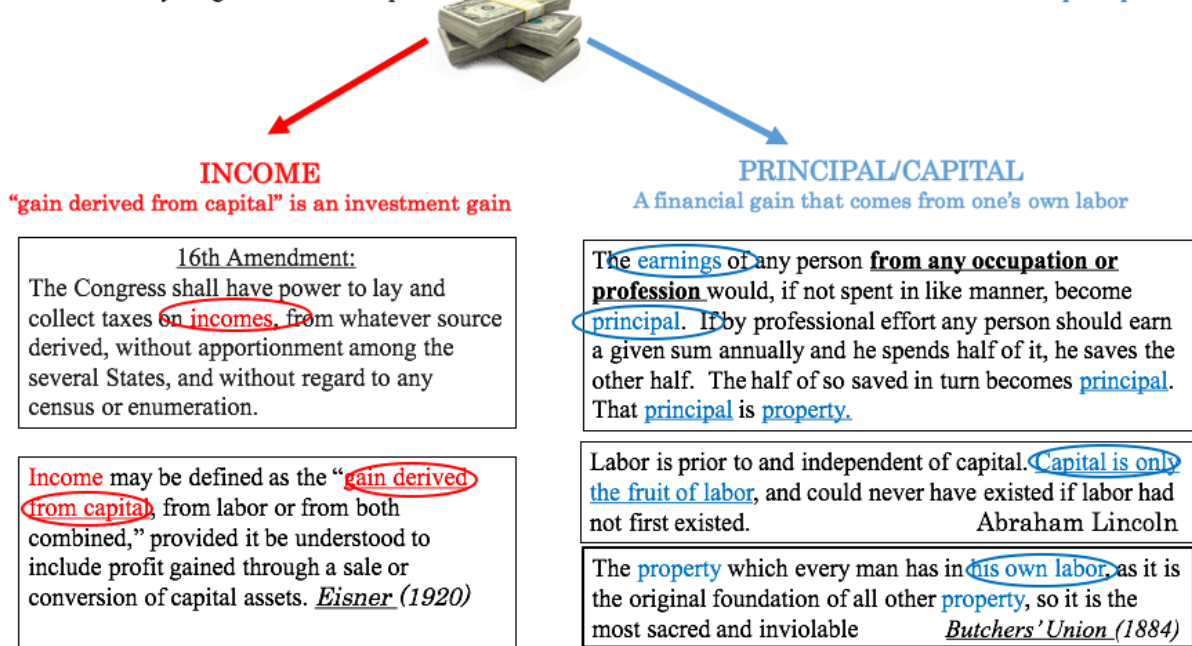 INCOME
"gain derived from capital" is an investment gain
16th Amendment:
The Congress shall have power to lay and
collect taxes on incomes, from whatever source
derived, without apportionment among the
several States, and without regard to any
census or enumeration.
Income may be defined as the "gain derived
from capital, from labor or from both
combined," provided it be understood to
include profit gained through a sale or
conversion of capital assets. Eisner (1920)
PRINCIPAL/CAPITAL
A financial gain that comes from one's own labor
The earnings of any person from any occupation or
profession would, if not spent in like manner, become
principal. If by professional effort any person should earn
a given sum annually and he spends half of it, he saves the
other half. The half of so saved in turn becomes principal.
That principal is property.
Labor is prior to and independent of capital. Capital is only
the fruit of labor, and could never have existed if labor had
not first existed. Abraham Lincoln
The property which every man has in his own labor, as it is
the original foundation of all other property, so it is the
most sacred and inviolable Butchers' Union (1884)